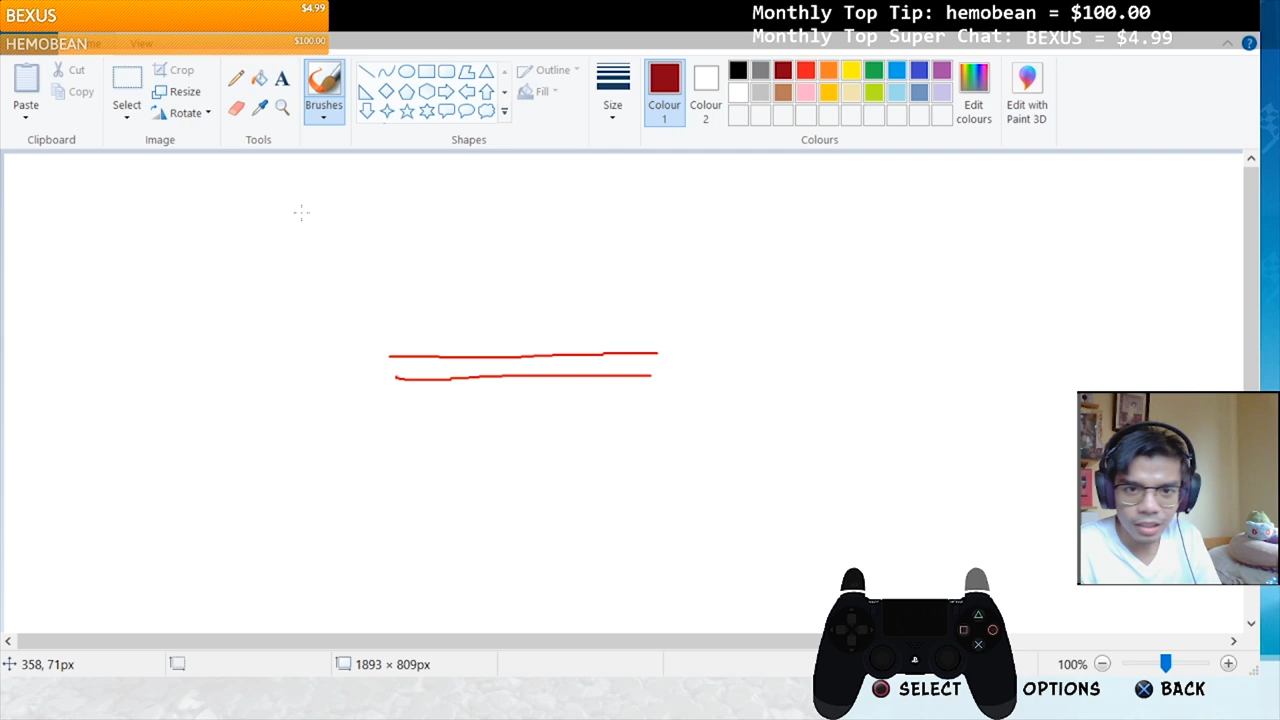 BEXUS $4.99
HEMOBEAN $100.00
Monthly Top Tip: hemobean = $100.00
Monthly Top Super Chat: BEXUS = $4.99
View
Paste
Cut
Copy
Clipboard
Select
Crop
Resize
Rotate
Image
A
Tools
Brushes
Outline
Fill
Shapes
Size
Colour 1
Colour 2
Edit colours
Colours
Edit with Paint 3D
358, 71px
1893 × 809px
100%
SELECT OPTIONS BACK